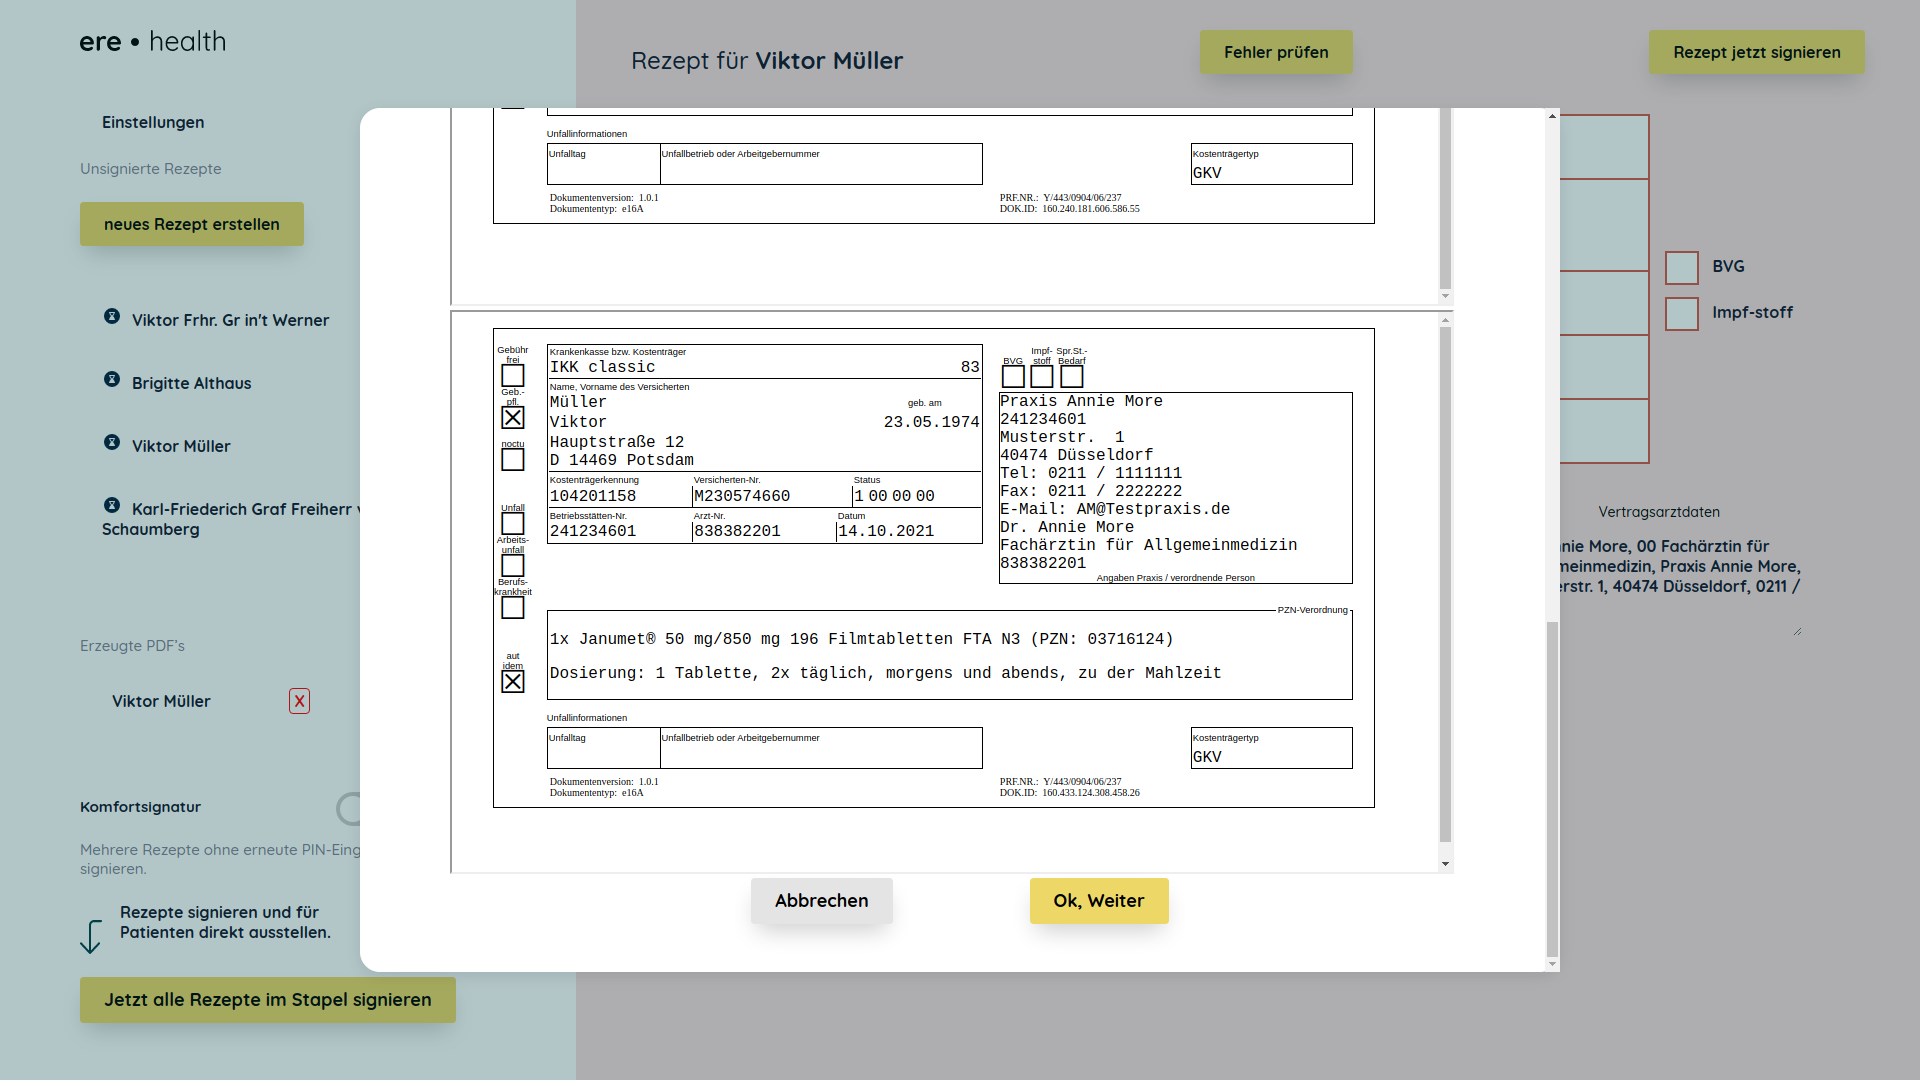 ere • health
Einstellungen
Unsignierte Rezepte
neues Rezept erstellen
Viktor Frhr. Gr in't Werner
Brigitte Althaus
Viktor Müller
Karl-Friederich Graf Freiherr
Schaumberg
Erzeugte PDF's
Viktor Müller
X
Komfortsignatur
Mehrere Rezepte ohne erneute PIN-Eing
signieren.
Rezepte signieren und für
Patienten direkt ausstellen.
Jetzt alle Rezepte im Stapel signieren
Rezept für Viktor Müller
Fehler prüfen
Rezept jetzt signieren
Unfallinformationen
Unfalltag
Unfallbetrieb oder Arbeitgebernummer
Kostenträgertyp
GKV
Dokumentenversion: 1.0.1
Dokumententyp: e16A
PRF.NR.: Y/443/0904/06/237
DOK.ID: 160.240.181.606.586.55
Gebühr
frei
Geb.-
pfl.
noctu
Unfall
Arbeits-
unfall
Berufs-
krankheit
aut
idem
Krankenkasse bzw. Kostenträger
IKK classic 83
Name, Vorname des Versicherten
Müller geb. am
Viktor 23.05.1974
Hauptstraße 12
D 14469 Potsdam
Kostenträgerkennung Versicherten-Nr. Status
104201158 M230574660 1 00 00 00
Betriebsstätten-Nr. Arzt-Nr. Datum
241234601 838382201 14.10.2021
BVG
Impf-
stoff
Spr.St.-
Bedarf
Praxis Annie More
241234601
Musterstr. 1
40474 Düsseldorf
Tel: 0211 / 1111111
Fax: 0211 / 2222222
E-Mail: AM@Testpraxis.de
Dr. Annie More
Fachärztin für Allgemeinmedizin
838382201
Angaben Praxis / verordnende Person
PZN-Verordnung
1x Janumet® 50 mg/850 mg 196 Filmtabletten FTA N3 (PZN: 03716124)
Dosierung: 1 Tablette, 2x täglich, morgens und abends, zu der Mahlzeit
Unfallinformationen
Unfalltag
Unfallbetrieb oder Arbeitgebernummer
Kostenträgertyp
GKV
Dokumentenversion: 1.0.1
Dokumententyp: e16A
PRF.NR.: Y/443/0904/06/237
DOK.ID: 160.433.124.308.458.26
Abbrechen
Ok, Weiter
BVG
Impf-stoff
Vertragsarztdaten
nie More, 00 Fachärztin für
meinmedizin, Praxis Annie More,
erstr. 1, 40474 Düsseldorf, 0211 /